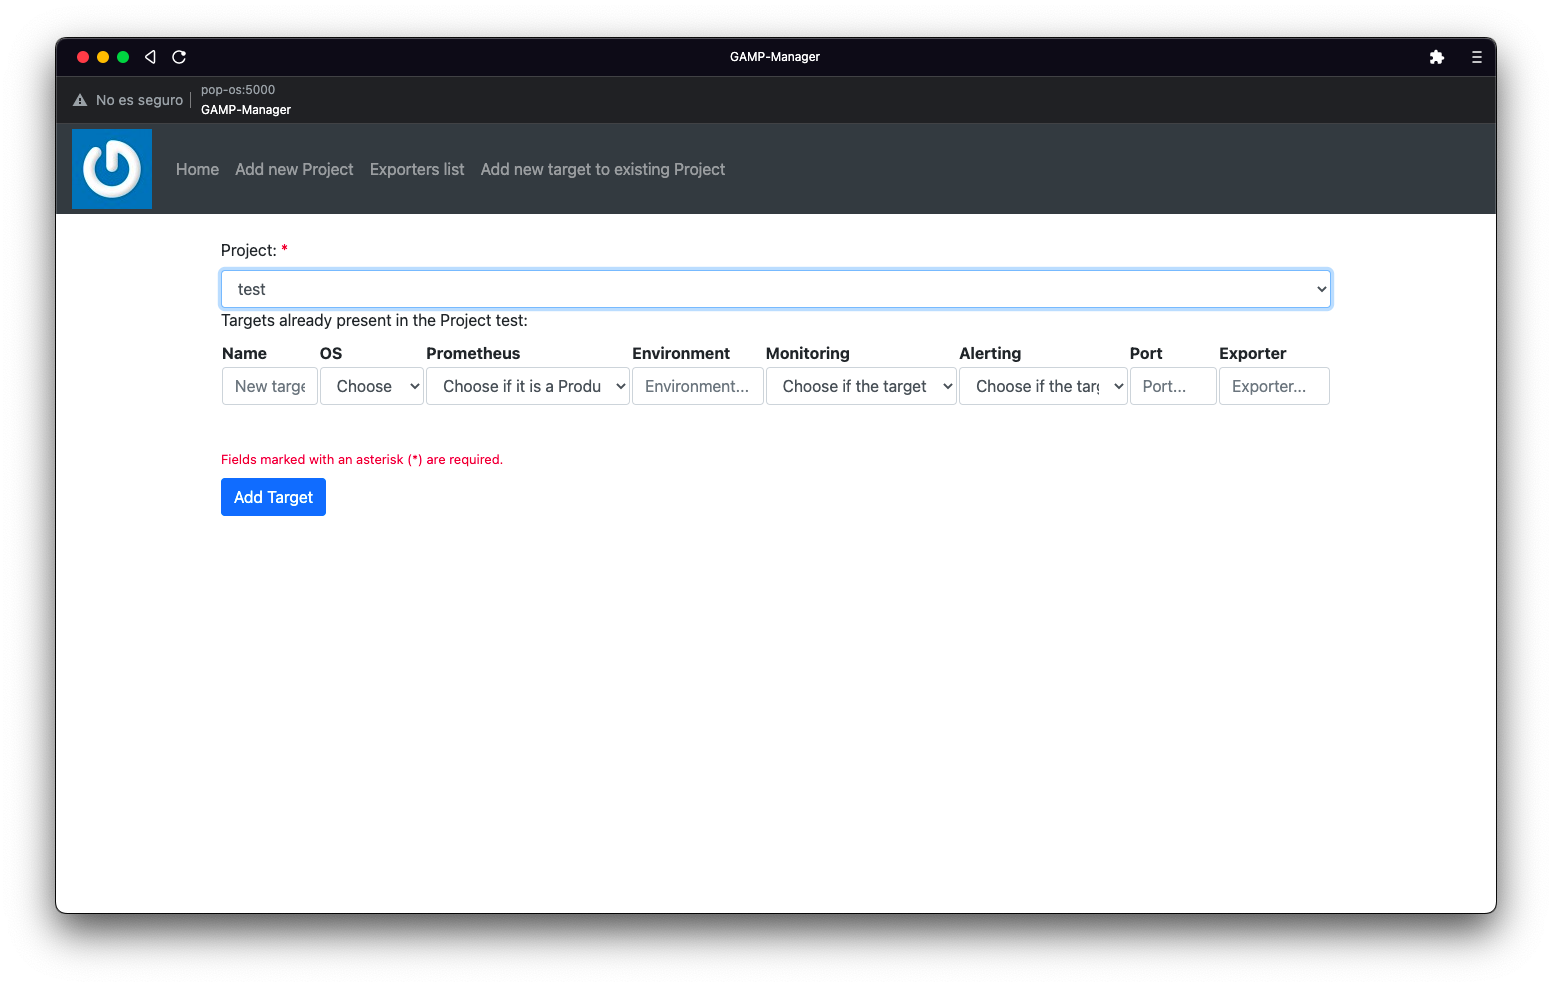 GAMP-Manager
No es seguro
pop-os:5000
GAMP-Manager
Home Add new Project Exporters list Add new target to existing Project
Project: *
test
Targets already present in the Project test:
Name OS Prometheus Environment Monitoring Alerting Port Exporter
New targe Choose Choose if it is a Produ Environment... Choose if the target Choose if the tar Port... Exporter...
Fields marked with an asterisk (*) are required.
Add Target